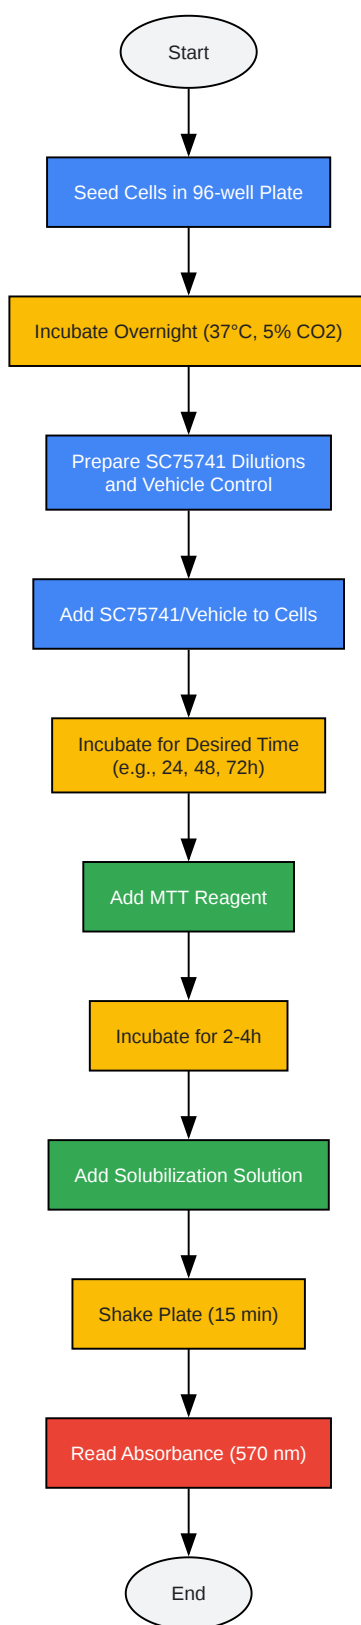 Start
Seed Cells in 96-well Plate
Incubate Overnight (37°C, 5% CO2)
Prepare SC75741 Dilutions
and Vehicle Control
Add SC75741/Vehicle to Cells
Incubate for Desired Time
(e.g., 24, 48, 72h)
Add MTT Reagent
Incubate for 2-4h
Add Solubilization Solution
Shake Plate (15 min)
Read Absorbance (570 nm)
End